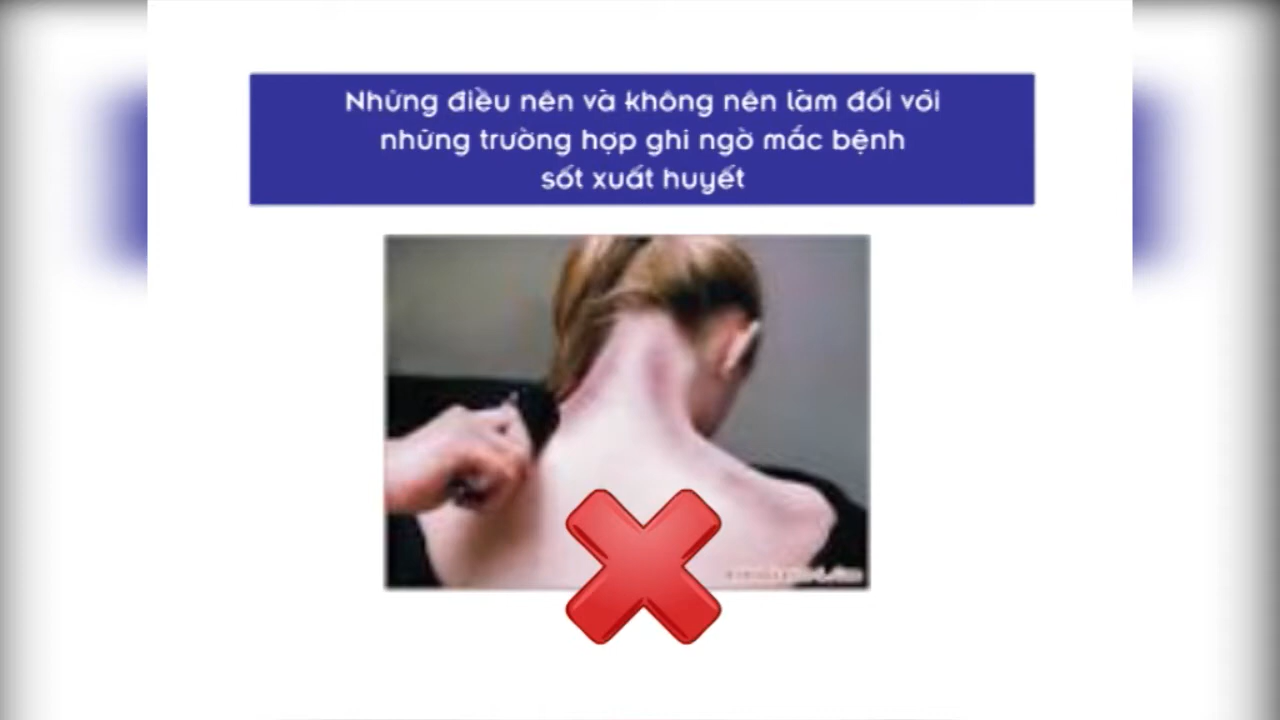 Những điều nên và không nên làm đối với
những trường hợp ghi ngờ mắc bệnh
sốt xuất huyết